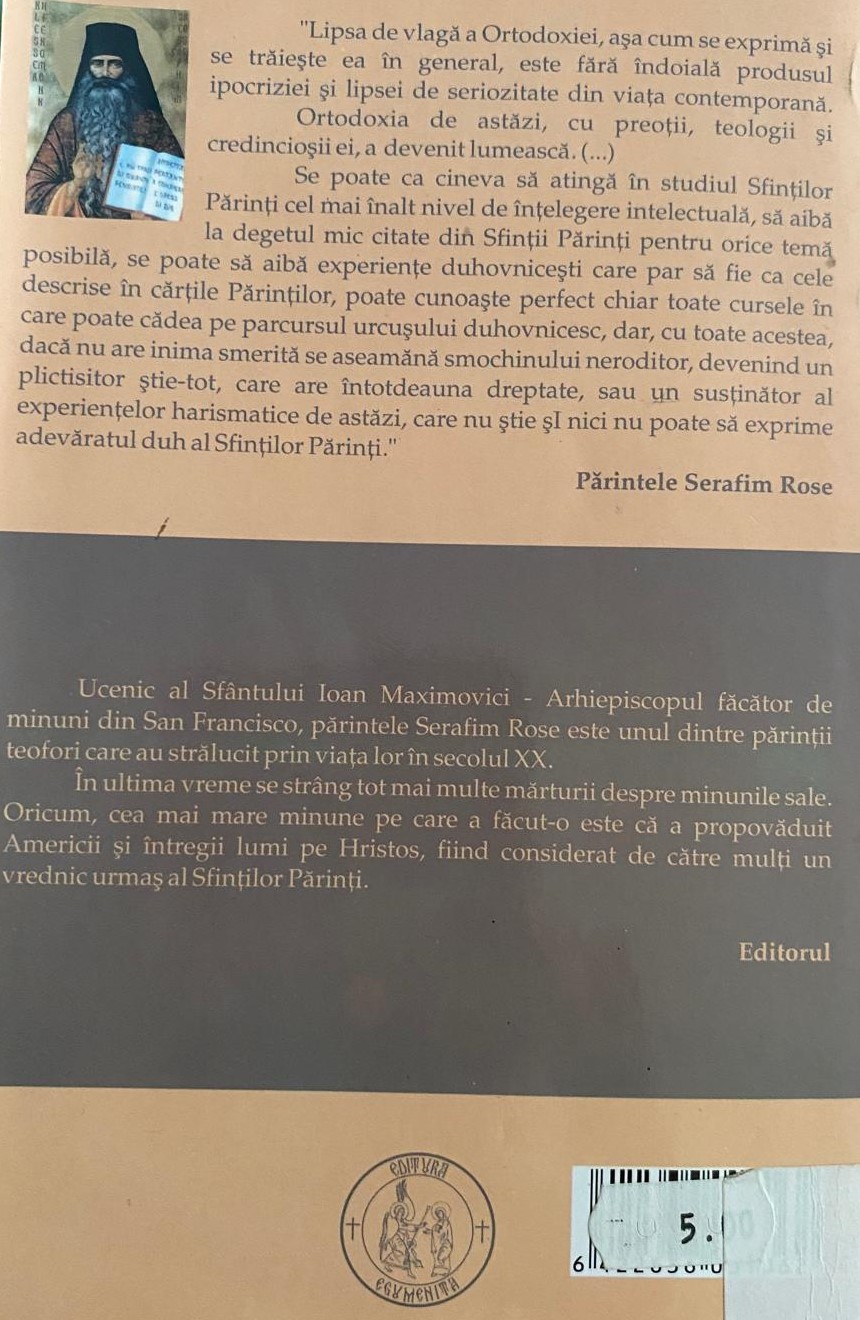 "Lipsa de vlagă a Ortodoxiei, aşa cum se exprimă şi
se trăieşte ea în general, este fără îndoială produsul
ipocriziei şi lipsei de seriozitate din viaţa contemporană.
Ortodoxia de astăzi, cu preoţii, teologii şi
credincioşii ei, a devenit lumească. (...)
Se poate ca cineva să atingă în studiul Sfinţilor
Părinţi cel mai înalt nivel de înţelegere intelectuală, să aibă
la degetul mic citate din Sfinţii Părinţi pentru orice temă
posibilă, se poate să aibă experienţe duhovniceşti care par să fie ca cele
descrise în cărţile Părinţilor, poate cunoaşte perfect chiar toate cursele în
care poate cădea pe parcursul urcuşului duhovnicesc, dar, cu toate acestea,
dacă nu are inima smerită se aseamănă smochinului neroditor, devenind un
plictisitor ştie-tot, care are întotdeauna dreptate, sau un susţinător al
experienţelor harismatice de astăzi, care nu ştie şI nici nu poate să exprime
adevăratul duh al Sfinţilor Părinţi."
Părintele Serafim Rose
Ucenic al Sfântului Ioan Maximovici - Arhiepiscopul făcător de
minuni din San Francisco, părintele Serafim Rose este unul dintre părinţii
teofori care au strălucit prin viaţa lor în secolul XX.
În ultima vreme se strâng tot mai multe mărturii despre minunile sale.
Oricum, cea mai mare minune pe care a făcut-o este că a propovăduit
Americii şi întregii lumi pe Hristos, fiind considerat de către mulţi un
vrednic urmaş al Sfinţilor Părinţi.
Editorul
EDITURA
EGUMENIŢA
5.00